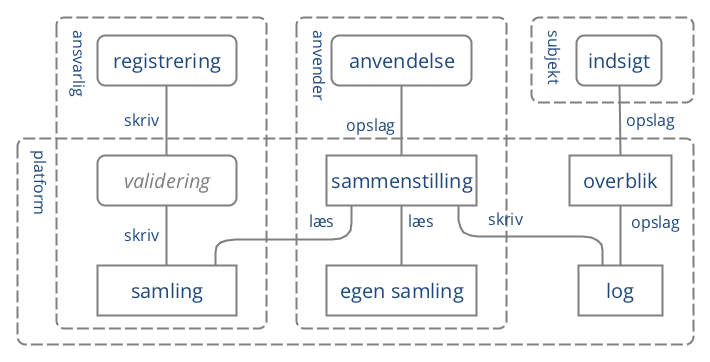 ansvarlig
registrering
anvender
anvendelse
subjekt
indsigt
skriv
opslag
opslag
platform
validering
sammenstilling
overblik
skriv
læs
læs
skriv
opslag
samling
egen samling
log